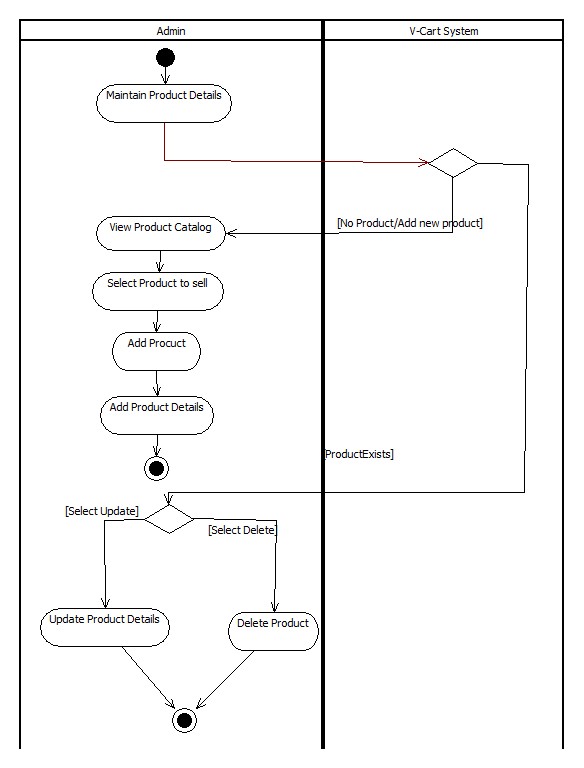 Admin
V-Cart System
Maintain Product Details
[No Product/Add new product]
View Product Catalog
Select Product to sell
Add Procuct
Add Product Details
ProductExists]
[Select Update]
[Select Delete]
Update Product Details
Delete Product